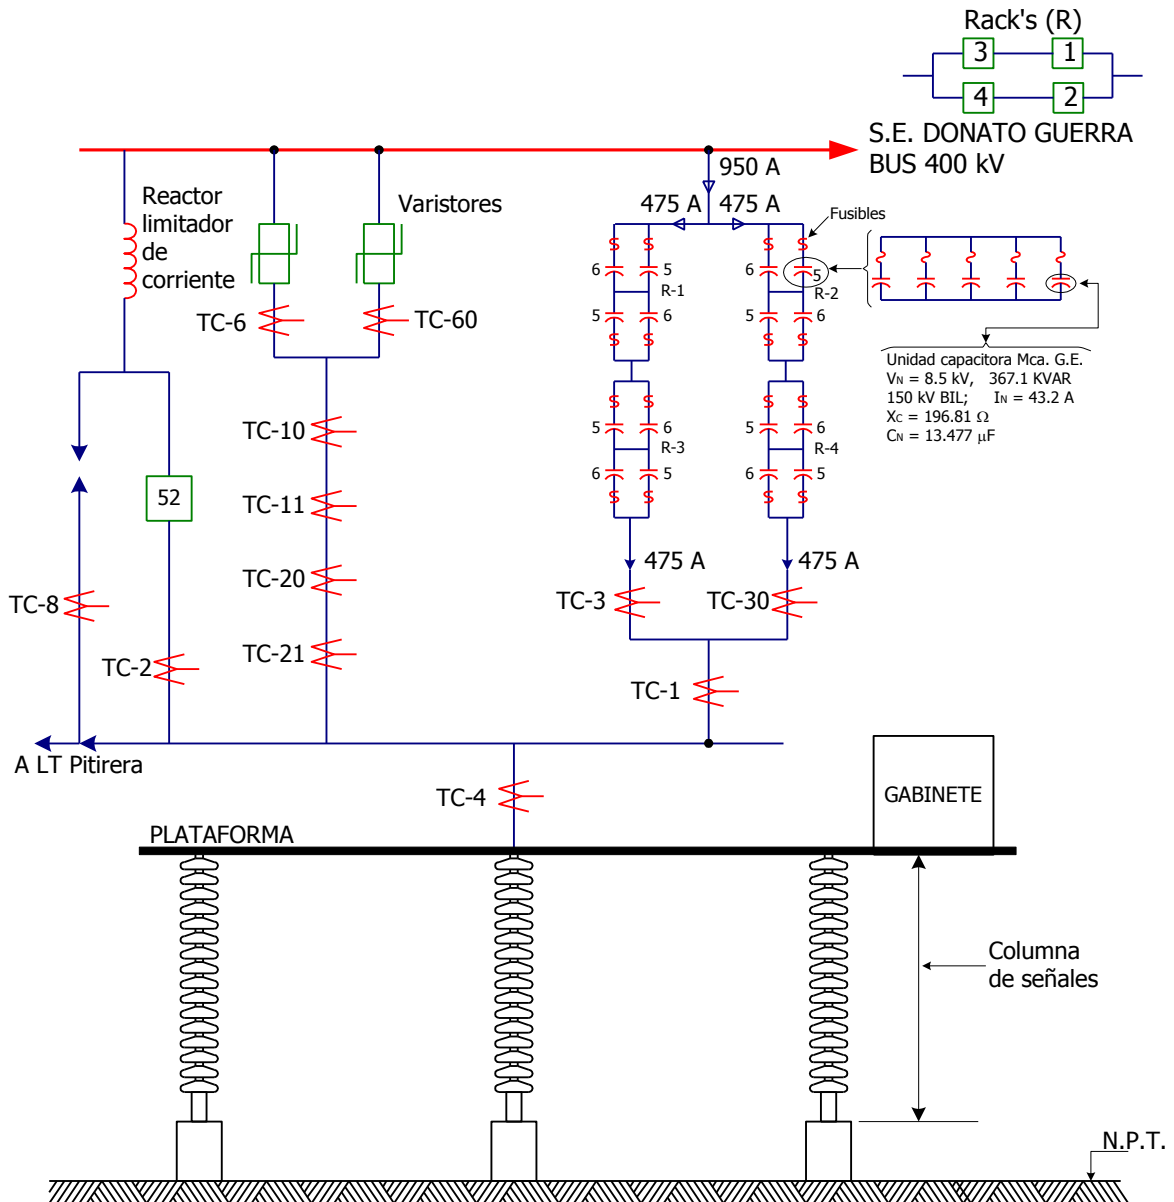 Rack's (R)
3
1
4
2
S.E. DONATO GUERRA
BUS 400 kV
950 A
475 A
475 A
Reactor
limitador
de
corriente
Varistores
Fusibles
6
5
6
5
R-1
R-2
5
6
5
6
TC-6
TC-60
Unidad capacitora Mca. G.E.
VN = 8.5 kV, 367.1 KVAR
150 kV BIL; IN = 43.2 A
XC = 196.81 Ω
CN = 13.477 µF
TC-10
5
6
5
6
R-3
R-4
6
5
6
5
52
TC-11
475 A
475 A
TC-20
TC-8
TC-3
TC-30
TC-2
TC-21
TC-1
A LT Pitirera
TC-4
GABINETE
PLATAFORMA
Columna
de señales
N.P.T.